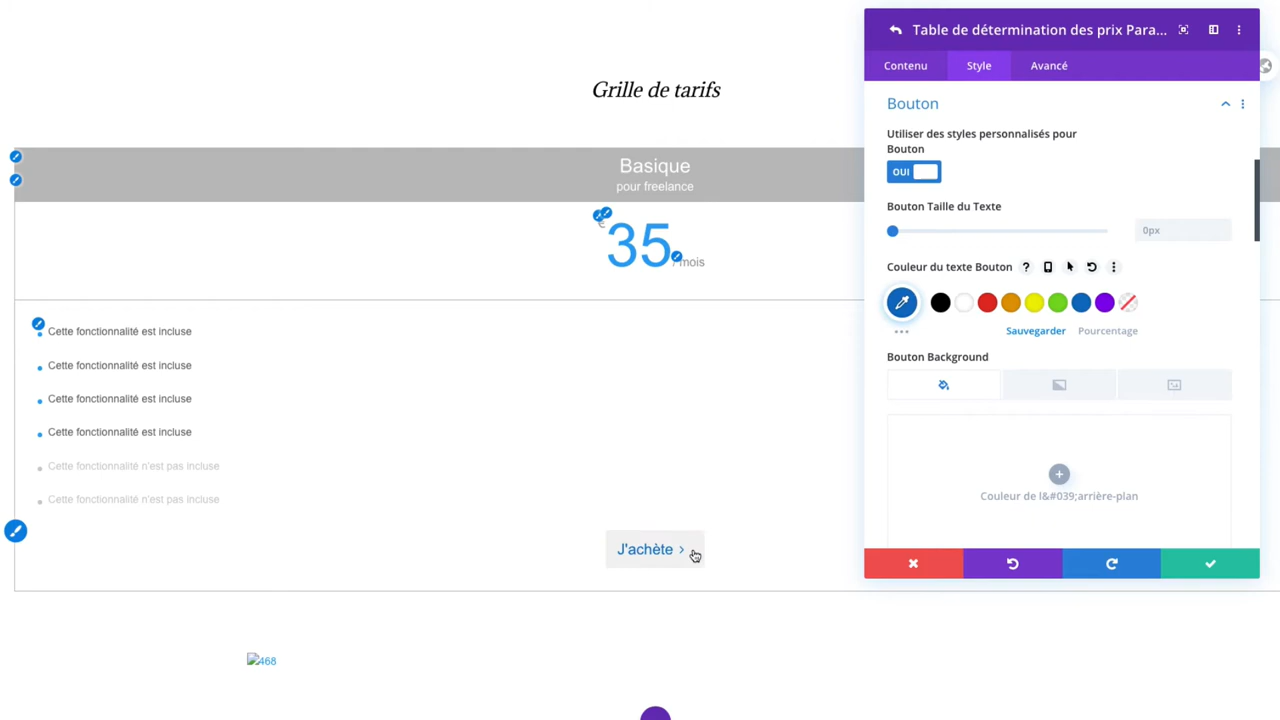 Grille de tarifs
Basique
pour freelance
€
35
/ mois
Cette fonctionnalité est incluse
Cette fonctionnalité est incluse
Cette fonctionnalité est incluse
Cette fonctionnalité est incluse
Cette fonctionnalité n'est pas incluse
Cette fonctionnalité n'est pas incluse
J'achète
468
Table de détermination des prix Para...
Contenu
Style
Avancé
Bouton
Utiliser des styles personnalisés pour
Bouton
OUI
Bouton Taille du Texte
0px
Couleur du texte Bouton
Sauvegarder
Pourcentage
Bouton Background
Couleur de l&#039;arrière-plan